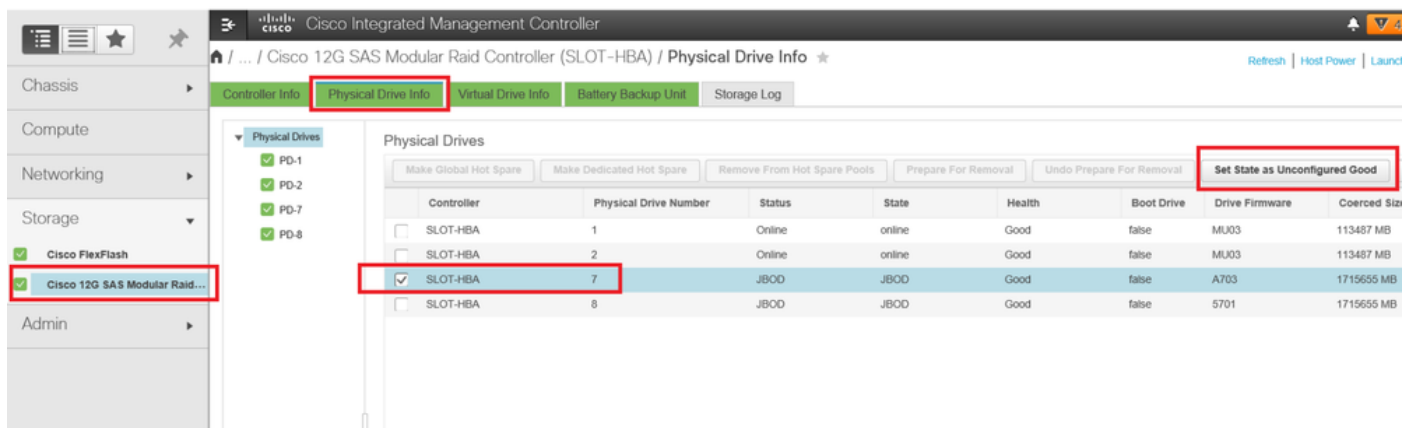 cisco Cisco Integrated Management Controller 4
/ ... / Cisco 12G SAS Modular Raid Controller (SLOT-HBA) / Physical Drive Info
Refresh | Host Power | Launch
Chassis
Compute
Networking
Storage
Cisco FlexFlash
Cisco 12G SAS Modular Raid...
Admin
Controller Info Physical Drive Info Virtual Drive Info Battery Backup Unit Storage Log
Physical Drives
PD-1
PD-2
PD-7
PD-8
Physical Drives
Make Global Hot Spare Make Dedicated Hot Spare Remove From Hot Spare Pools Prepare For Removal Undo Prepare For Removal Set State as Unconfigured Good
Controller Physical Drive Number Status State Health Boot Drive Drive Firmware Coerced Size
SLOT-HBA 1 Online online Good false MU03 113487 MB
SLOT-HBA 2 Online online Good false MU03 113487 MB
SLOT-HBA 7 JBOD JBOD Good false A703 1715655 MB
SLOT-HBA 8 JBOD JBOD Good false 5701 1715655 MB